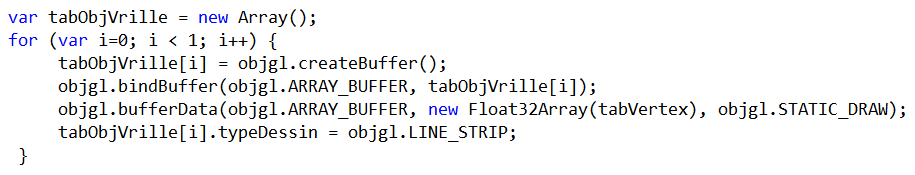 var tabObjVrille = new Array();
for (var i=0; i < 1; i++) {
tabObjVrille[i] = objgl.createBuffer();
objgl.bindBuffer(objgl.ARRAY_BUFFER, tabObjVrille[i]);
objgl.bufferData(objgl.ARRAY_BUFFER, new Float32Array(tabVertex), objgl.STATIC_DRAW);
tabObjVrille[i].typeDessin = objgl.LINE_STRIP;
}